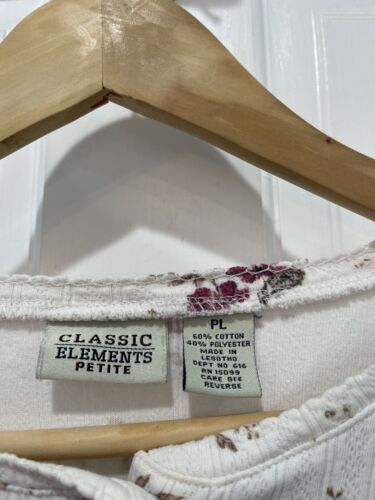 CLASSIC
ELEMENTS
PETITE
PL
60% COTTON
40% POLYESTER
MADE IN
LESOTHO
DEPT NO 616
RN 15099
CARE-SEE
REVERSE